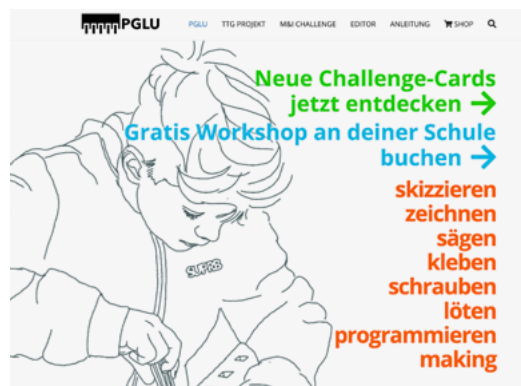 PGLU
PGLU TTG PROJEKT M&I CHALLENGE EDITOR ANLEITUNG SHOP
Neue Challenge-Cards
jetzt entdecken →
Gratis Workshop an deiner Schule
buchen →
skizzieren
zeichnen
sägen
kleben
schrauben
löten
programmieren
making
SUPRB